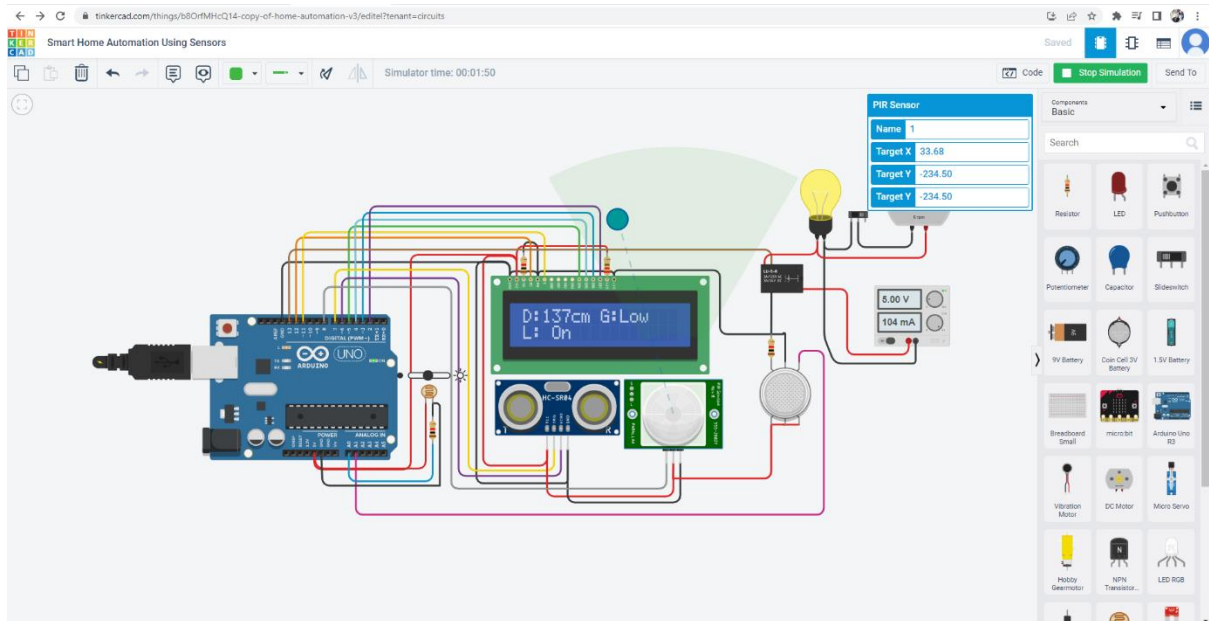 tinkercad.com/things/b8OrfMHcQ14-copy-of-home-automation-v3/editel?tenant=circuits
TIN
KER
CAD
Smart Home Automation Using Sensors
Saved
Simulator time: 00:01:50
Code
Stop Simulation
Send To
PIR Sensor
Name 1
Target X 33.68
Target Y -234.50
Target Y -234.50
Components
Basic
Search
Resistor
LED
Pushbutton
Potentiometer
Capacitor
Slideswitch
9V Battery
Coin Cell 3V
Battery
1.5V Battery
Breadboard
Small
micro:bit
Arduino Uno
R3
Vibration
Motor
DC Motor
Micro Servo
Hobby
Gearmotor
NPN
Transistor...
LED RGB
D:137cm G:Low
L: On
5.00 V
104 mA
DIGITAL (PWM~)
UNO
ARDUINO
POWER
ANALOG IN
HC-SR04